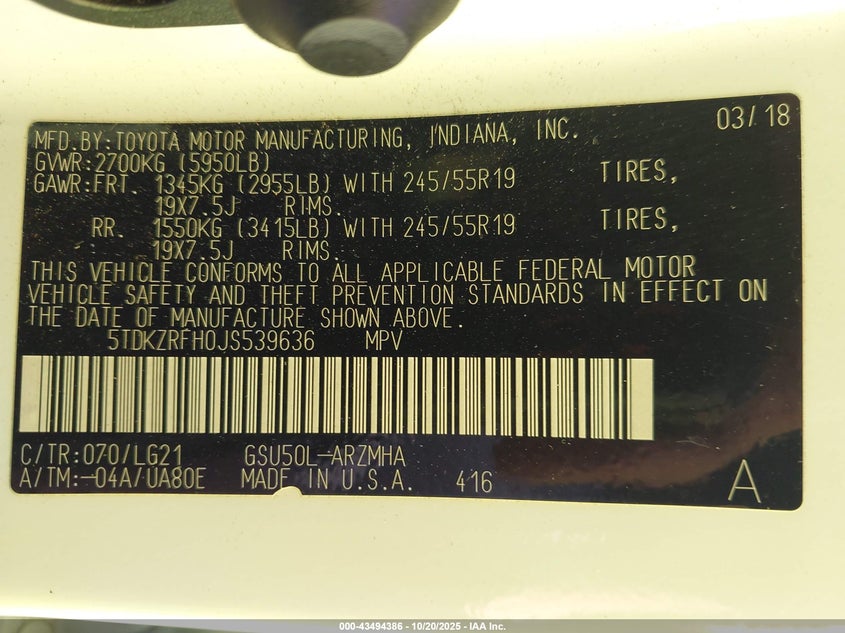 03/18
MFD.BY:TOYOTA MOTOR MANUFACTURING, INDIANA, INC.
GVWR:2700KG (5950LB)
GAWR:FRT. 1345KG (2955LB) WITH 245/55R19 TIRES,
19X7.5J RIMS.
RR. 1550KG (3415LB) WITH 245/55R19 TIRES,
19X7.5J RIMS.
THIS VEHICLE CONFORMS TO ALL APPLICABLE FEDERAL MOTOR
VEHICLE SAFETY AND THEFT PREVENTION STANDARDS IN EFFECT ON
THE DATE OF MANUFACTURE SHOWN ABOVE.
5TDKZRFH0JS539636 MPV
C/TR:070/LG21 GSU50L-ARZMHA
A/TM:-04A/UA80E MADE IN U.S.A. 416 A
000-43494386 - 10/20/2025 - IAA Inc.